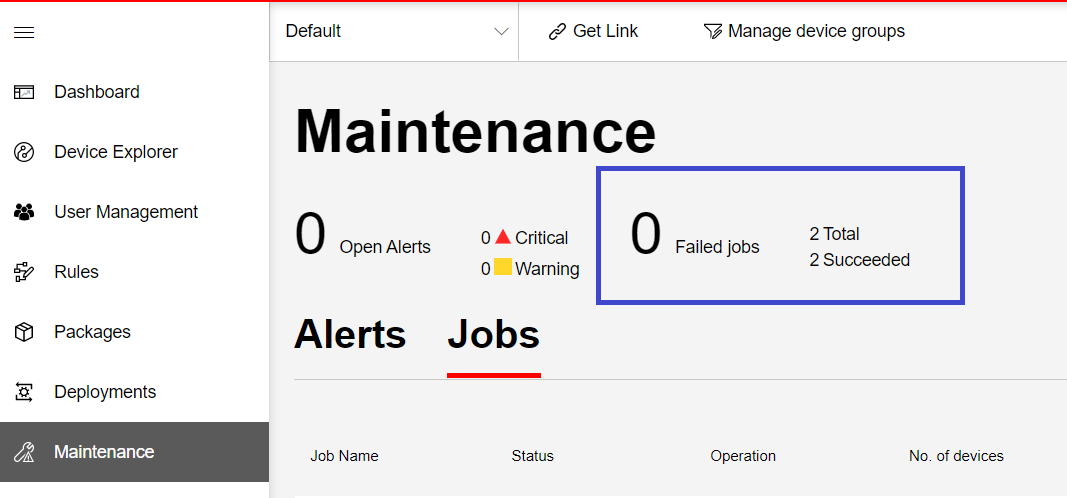 Default
Get Link
Manage device groups
Dashboard
Device Explorer
User Management
Rules
Packages
Deployments
Maintenance
Maintenance
0 Open Alerts
0 Critical
0 Warning
0 Failed jobs
2 Total
2 Succeeded
Alerts
Jobs
Job Name
Status
Operation
No. of devices